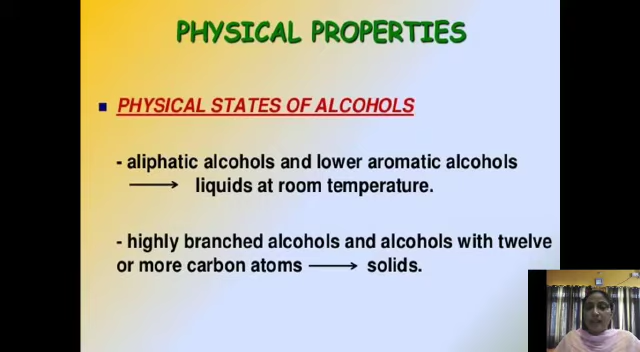 PHYSICAL PROPERTIES
PHYSICAL STATES OF ALCOHOLS
- aliphatic alcohols and lower aromatic alcohols
⟶ liquids at room temperature.
- highly branched alcohols and alcohols with twelve
or more carbon atoms ⟶ solids.